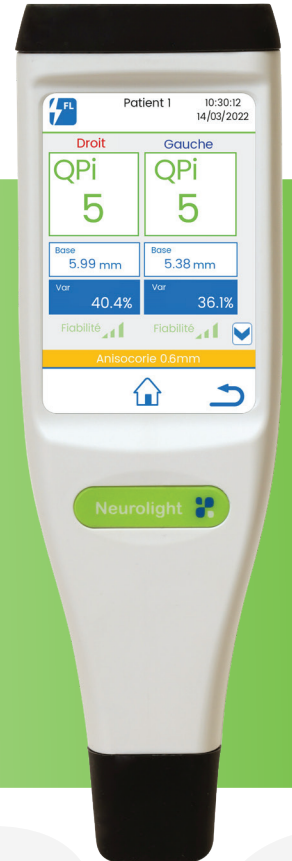 FL
Patient 1
10:30:12
14/03/2022
Droit
Gauche
QPi
5
QPi
5
Base
5.99 mm
Base
5.38 mm
Var
40.4%
Var
36.1%
Fiabilité
Fiabilité
Anisocorie 0.6mm
Neurolight